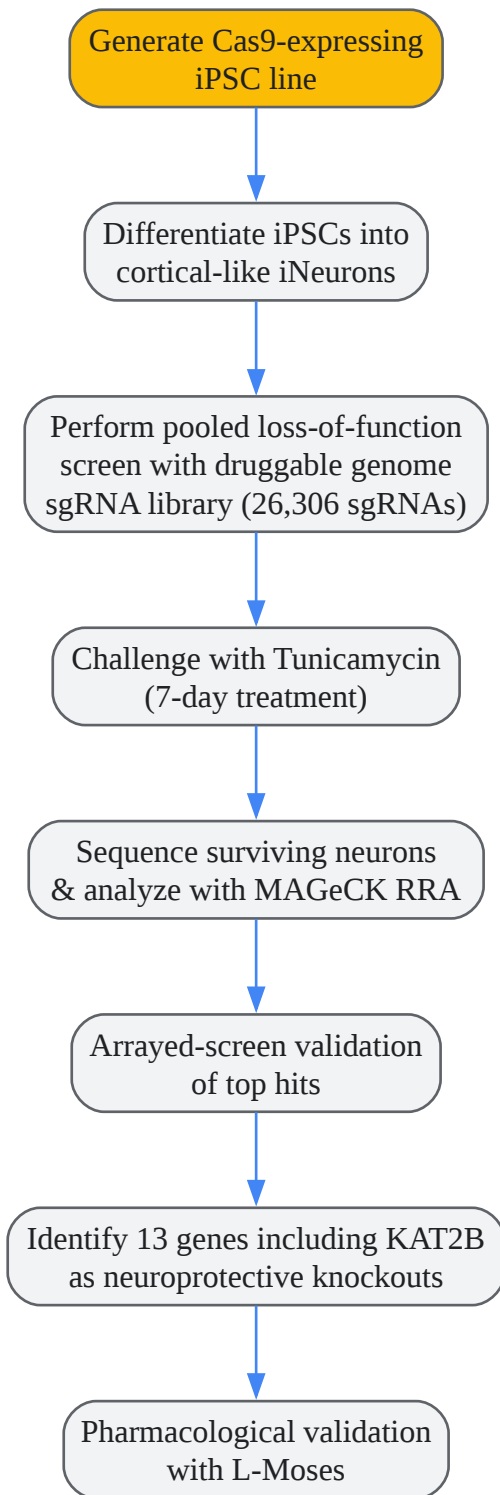 Generate Cas9-expressing
iPSC line
Differentiate iPSCs into
cortical-like iNeurons
Perform pooled loss-of-function
screen with druggable genome
sgRNA library (26,306 sgRNAs)
Challenge with Tunicamycin
(7-day treatment)
Sequence surviving neurons
& analyze with MAGeCK RRA
Arrayed-screen validation
of top hits
Identify 13 genes including KAT2B
as neuroprotective knockouts
Pharmacological validation
with L-Moses